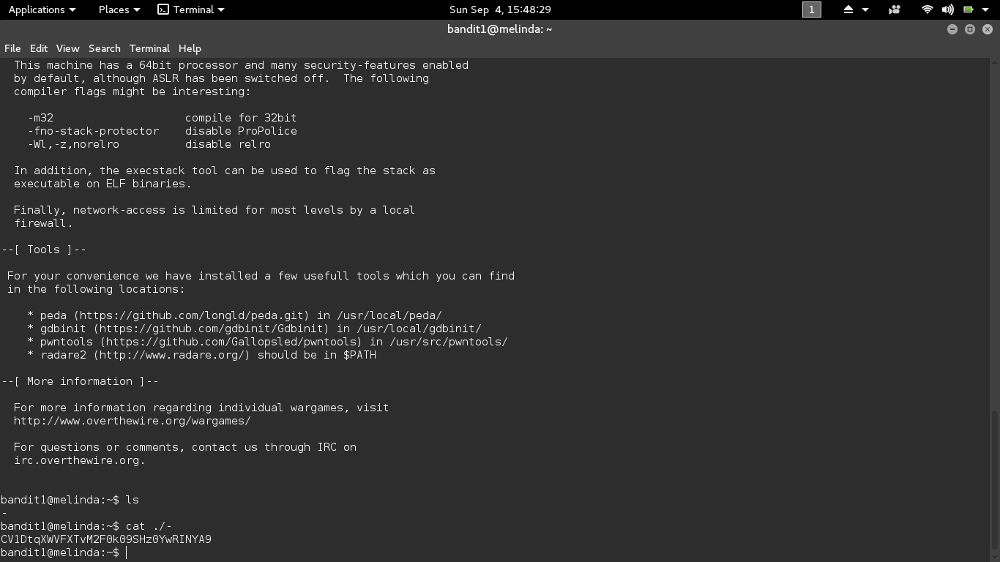 Applications Places Terminal Sun Sep 4, 15:48:29 1
bandit1@melinda: ~
File Edit View Search Terminal Help
This machine has a 64bit processor and many security-features enabled
by default, although ASLR has been switched off. The following
compiler flags might be interesting:
-m32 compile for 32bit
-fno-stack-protector disable ProPolice
-Wl,-z,norelro disable relro
In addition, the execstack tool can be used to flag the stack as
executable on ELF binaries.
Finally, network-access is limited for most levels by a local
firewall.
--[ Tools ]--
For your convenience we have installed a few usefull tools which you can find
in the following locations:
* peda (https://github.com/longld/peda.git) in /usr/local/peda/
* gdbinit (https://github.com/gdbinit/Gdbinit) in /usr/local/gdbinit/
* pwntools (https://github.com/Gallopsled/pwntools) in /usr/src/pwntools/
* radare2 (http://www.radare.org/) should be in $PATH
--[ More information ]--
For more information regarding individual wargames, visit
http://www.overthewire.org/wargames/
For questions or comments, contact us through IRC on
irc.overthewire.org.
bandit1@melinda:~$ ls
-
bandit1@melinda:~$ cat ./-
CV1DtqXWVFXTvM2F0k09SHz0YwRINYA9
bandit1@melinda:~$